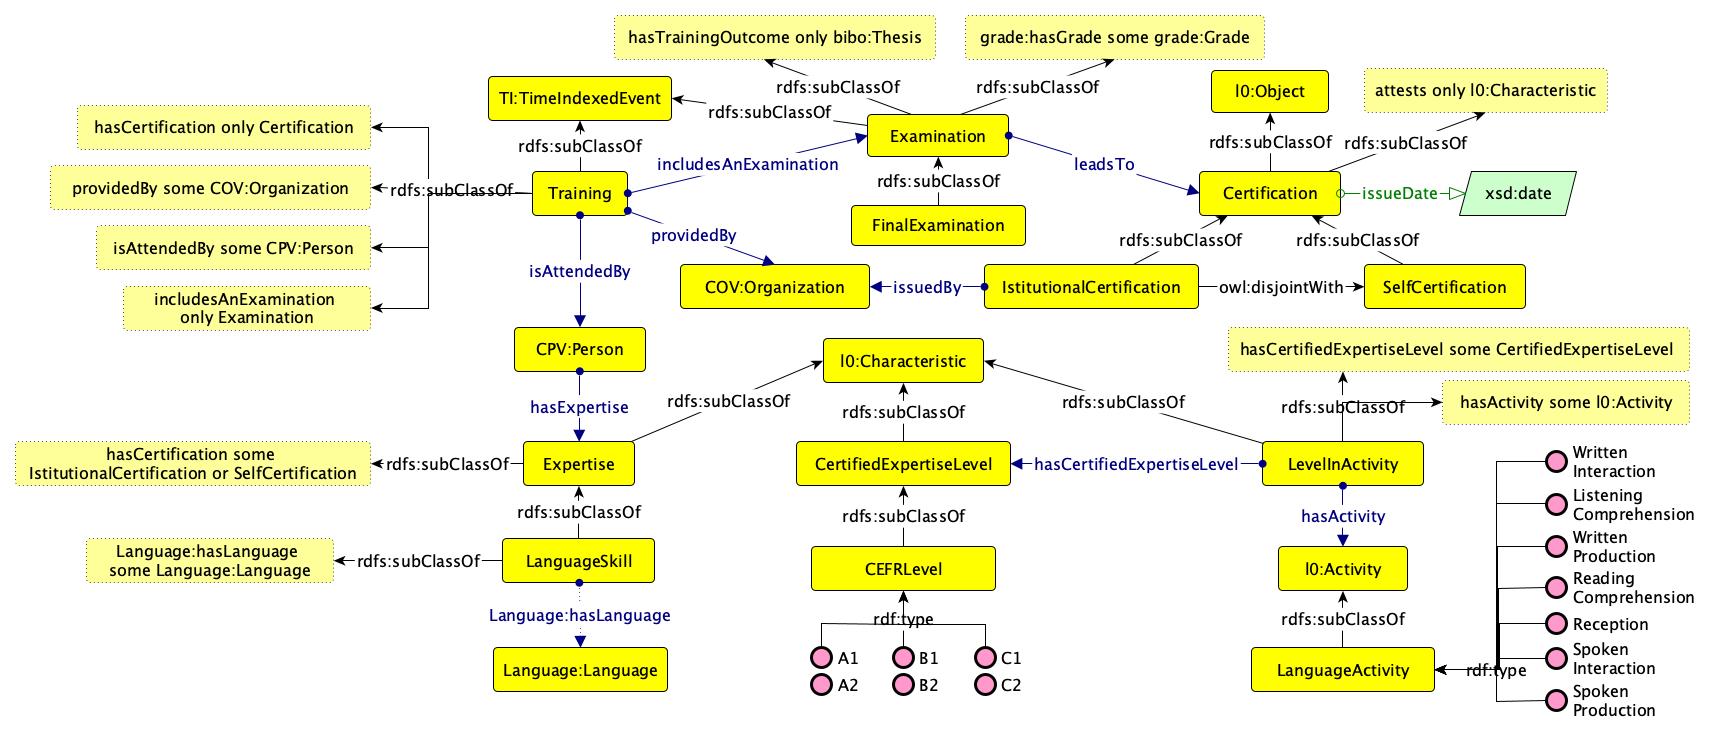 hasTrainingOutcome only bibo:Thesis
grade:hasGrade some grade:Grade
rdfs:subClassOf
rdfs:subClassOf
TI:TimeIndexedEvent
rdfs:subClassOf
l0:Object
attests only l0:Characteristic
hasCertification only Certification
rdfs:subClassOf
Examination
rdfs:subClassOf
rdfs:subClassOf
includesAnExamination
leadsTo
providedBy some COV:Organization
rdfs:subClassOf
Training
rdfs:subClassOf
Certification
issueDate
xsd:date
FinalExamination
isAttendedBy some CPV:Person
providedBy
rdfs:subClassOf
rdfs:subClassOf
isAttendedBy
COV:Organization
issuedBy
IstitutionalCertification
owl:disjointWith
SelfCertification
includesAnExamination
only Examination
CPV:Person
l0:Characteristic
hasCertifiedExpertiseLevel some CertifiedExpertiseLevel
hasExpertise
rdfs:subClassOf
rdfs:subClassOf
rdfs:subClassOf
rdfs:subClassOf
hasActivity some l0:Activity
hasCertification some
IstitutionalCertification or SelfCertification
rdfs:subClassOf
Expertise
CertifiedExpertiseLevel
hasCertifiedExpertiseLevel
LevelInActivity
Written
Interaction
Listening
Comprehension
rdfs:subClassOf
rdfs:subClassOf
hasActivity
Written
Production
Language:hasLanguage
some Language:Language
rdfs:subClassOf
LanguageSkill
CEFRLevel
l0:Activity
Reading
Comprehension
Language:hasLanguage
rdf:type
rdfs:subClassOf
Reception
Language:Language
A1
B1
C1
A2
B2
C2
LanguageActivity
rdf:type
Spoken
Interaction
Spoken
Production